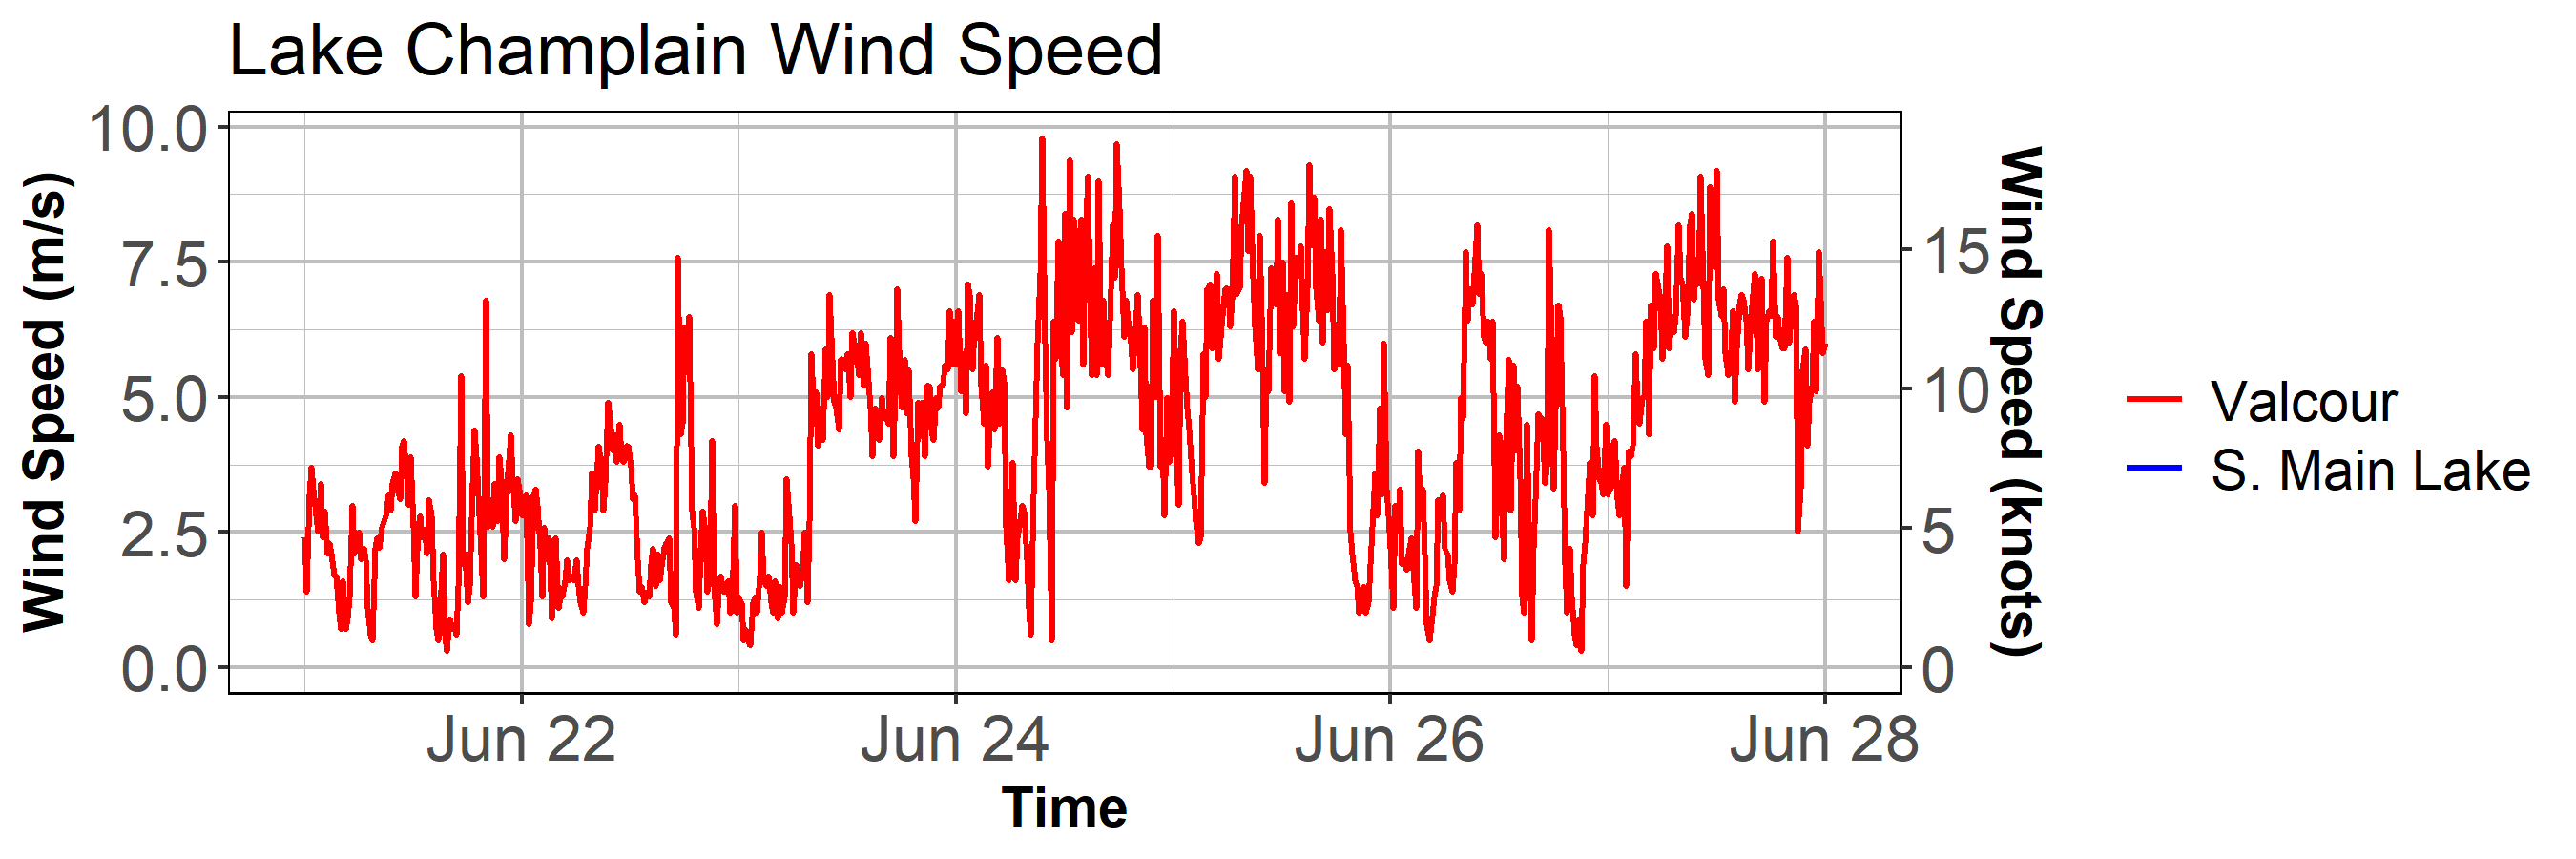 Lake Champlain Wind Speed
Wind Speed (m/s)
10.0
7.5
5.0
2.5
0.0
Jun 22
Jun 24
Jun 26
Jun 28
Time
15
10
5
0
Wind Speed (knots)
Valcour
S. Main Lake